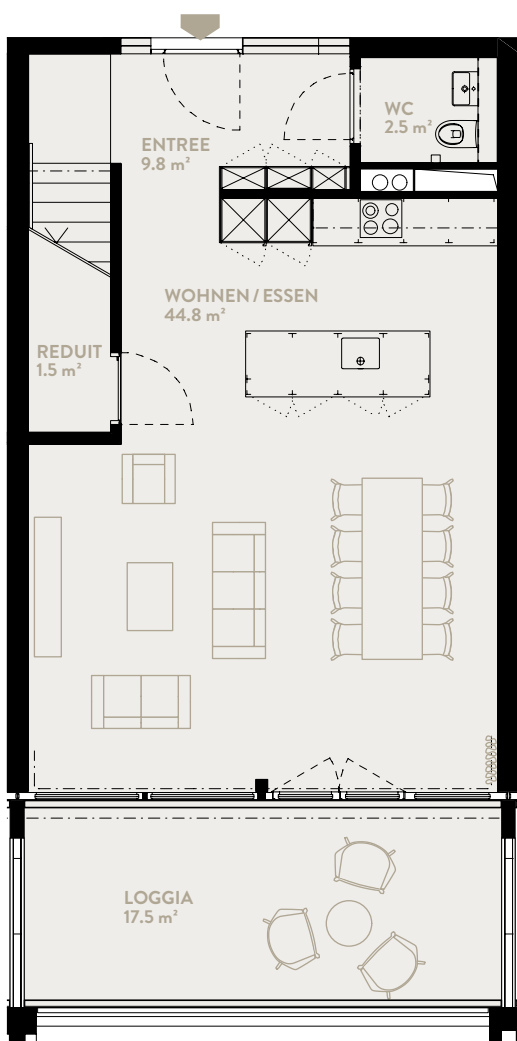 WC
2.5 m²
ENTREE
9.8 m²
WOHNEN / ESSEN
44.8 m²
REDUIT
1.5 m²
LOGGIA
17.5 m²